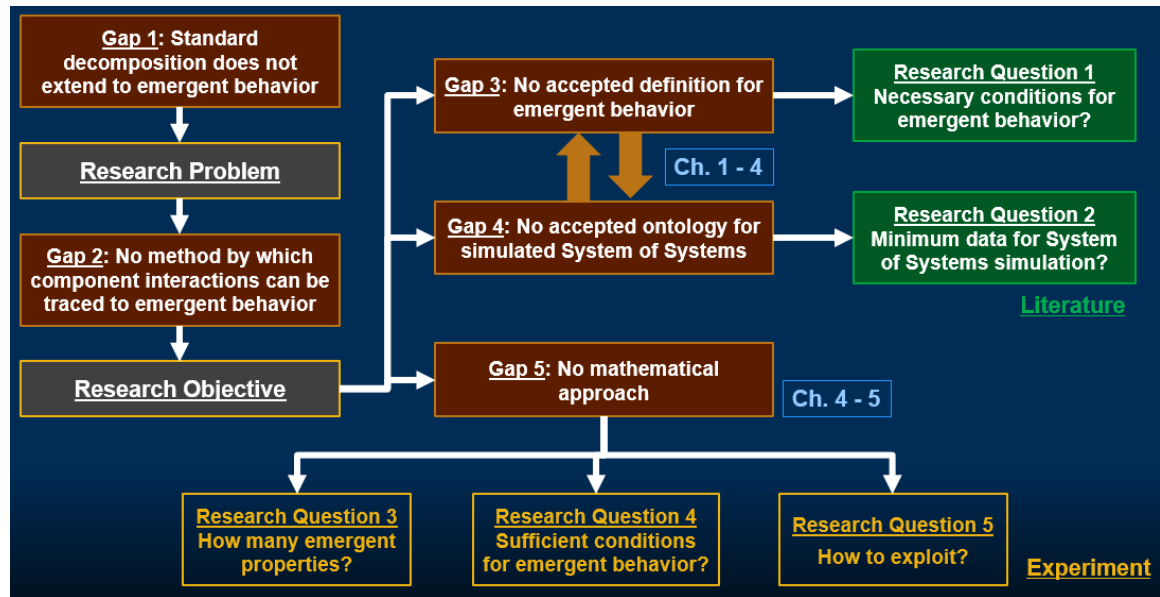 Gap 1: Standard
decomposition does not
extend to emergent behavior
Research Problem
Gap 2: No method by which
component interactions can be
traced to emergent behavior
Research Objective
Gap 3: No accepted definition for
emergent behavior
Ch. 1 - 4
Gap 4: No accepted ontology for
simulated System of Systems
Gap 5: No mathematical
approach
Ch. 4 - 5
Research Question 1
Necessary conditions for
emergent behavior?
Research Question 2
Minimum data for System
of Systems simulation?
Literature
Research Question 3
How many emergent
properties?
Research Question 4
Sufficient conditions
for emergent behavior?
Research Question 5
How to exploit?
Experiment